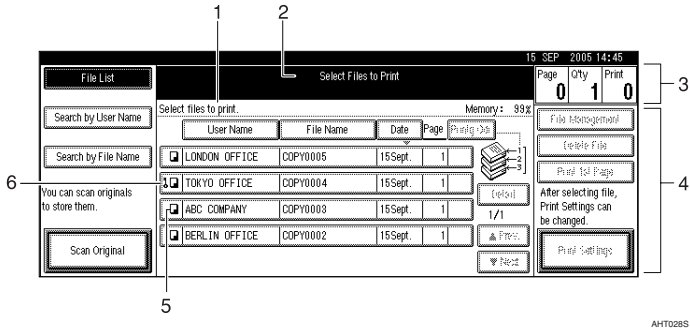 1
2
15 SEP 2005 14:45
File List
Select Files to Print
Page
Q'ty
Print
0
1
0
3
Select files to print.
Memory: 99%
Search by User Name
User Name
File Name
Date
Page
File Management
Delete File
Search by File Name
LONDON OFFICE
COPY0005
15Sept.
1
1
2
3
Print 1st Page
6
TOKYO OFFICE
COPY0004
15Sept.
1
Detail
4
You can scan originals
to store them.
After selecting file,
Print Settings can
be changed.
ABC COMPANY
COPY0003
15Sept.
1
1/1
Scan Original
BERLIN OFFICE
COPY0002
15Sept.
1
▲ Prev.
▼ Next
Print Settings
5
AHT028S